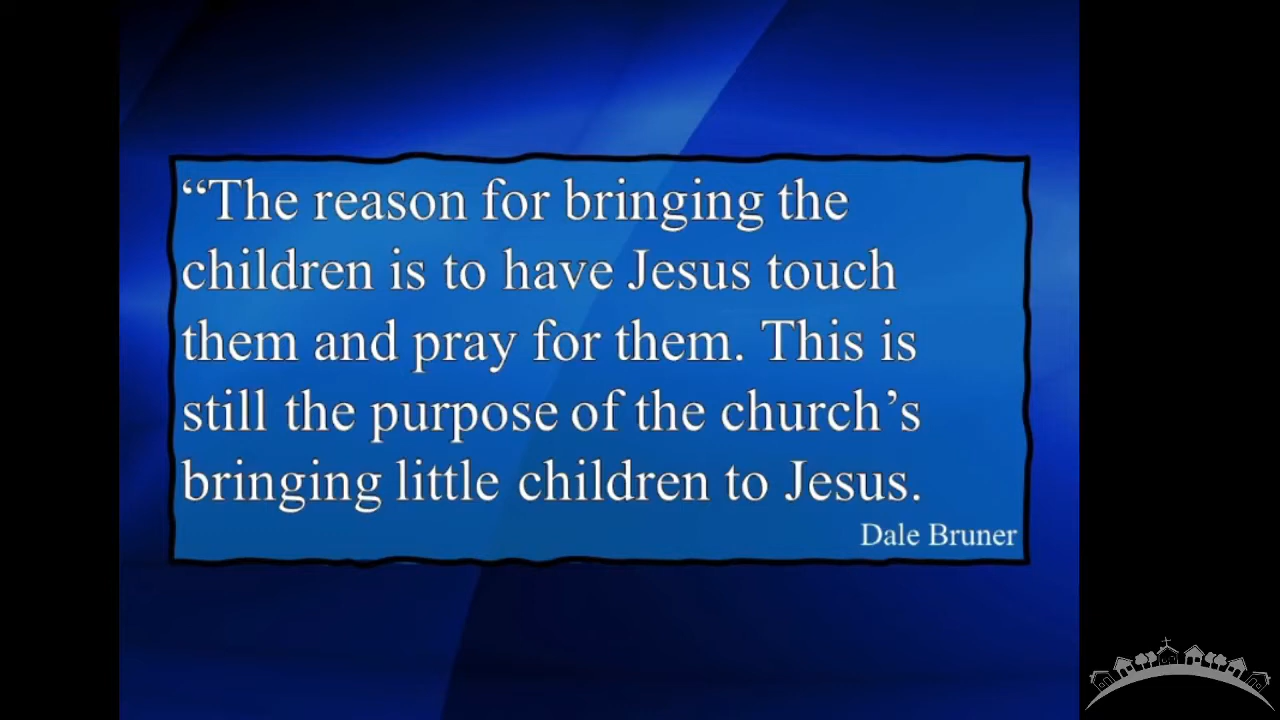 “The reason for bringing the
children is to have Jesus touch
them and pray for them. This is
still the purpose of the church’s
bringing little children to Jesus.
Dale Bruner